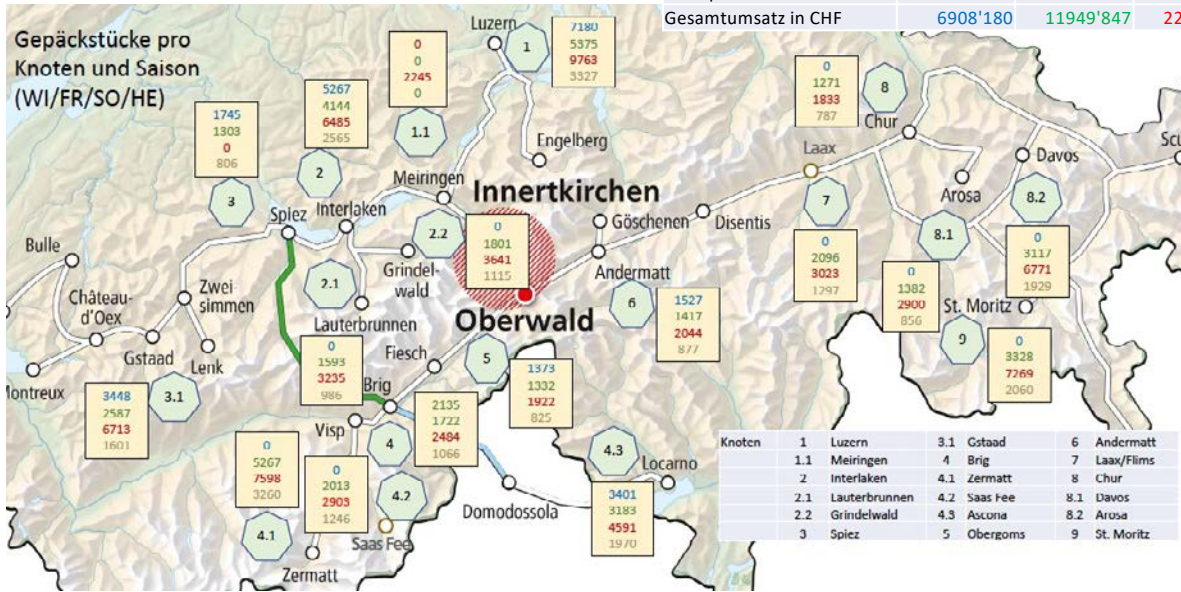 Gesamtumsatz in CHF 6908'180 11949'847 22
Gepäckstücke pro
Knoten und Saison
(WI/FR/SO/HE)
Luzern
1
7180
5375
9763
3327
0
0
2245
0
1.1
5267
4144
6485
2565
2
1745
1303
0
806
3
0
1271
1833
787
8
Chur
Laax
Engelberg
Meiringen
Innertkirchen
Göschenen
Disentis
7
Arosa
Davos
8.2
8.1
Scu
Spiez
Interlaken
2.2
Grindel-
wald
0
1801
3641
1115
Bulle
Zwei
simmen
2.1
Lauterbrunnen
Oberwald
Andermatt
6
1527
1417
2044
877
0
2096
3023
1297
0
1382
2900
856
0
3117
6771
1929
St. Moritz
9
0
3328
7269
2060
Château-
d'Oex
Gstaad
Lenk
Montreux
3448
2587
6713
1601
3.1
0
1593
3235
986
Fiesch
Brig
5
1373
1332
1922
825
Visp
4
2135
1722
2484
1066
4.2
Saas Fee
0
5267
7598
3260
4.1
0
2013
2903
1246
Zermatt
Domodossola
4.3
Locarno
3401
3183
4591
1970
Knoten 1 Luzern 3.1 Gstaad 6 Andermatt
1.1 Meiringen 4 Brig 7 Laax/Flims
2 Interlaken 4.1 Zermatt 8 Chur
2.1 Lauterbrunnen 4.2 Saas Fee 8.1 Davos
2.2 Grindelwald 4.3 Ascona 8.2 Arosa
3 Spiez 5 Obergoms 9 St. Moritz